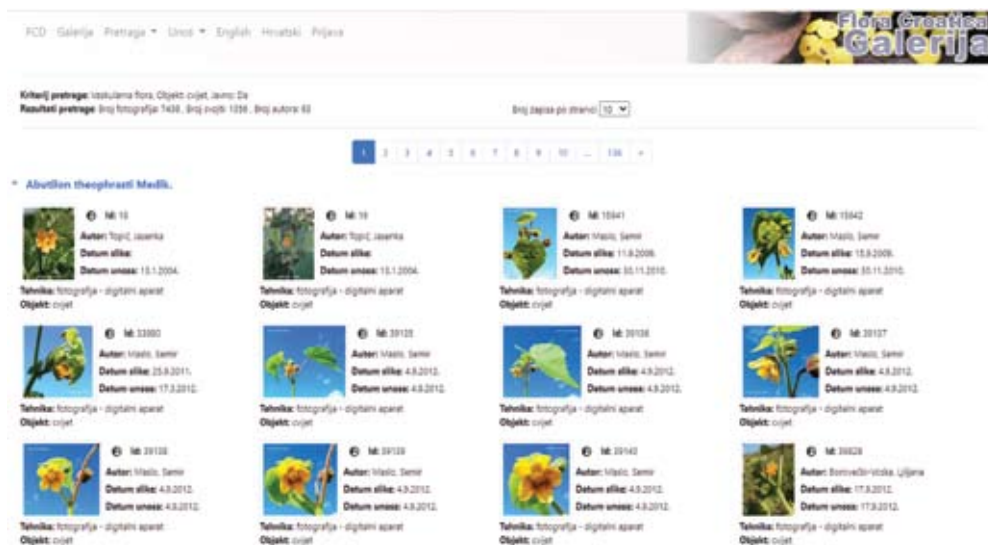 FCD Galerija Pretraga Unos English Hrvatski Prijava
Flora Croatica
Galerija
Kriterij pretrage: Vaskularna flora, Objekt: cvijet, Javno: Da
Rezultati pretrage: Broj fotografija: 7438, Broj svojti: 1356, Broj autora: 63
Broj zapisa po stranici 10
1 2 3 4 5 6 7 8 9 10 ... 136 »
Abutilon theophrasti Medik.
Id: 18
Autor: Topić, Jasenka
Datum slike:
Datum unosa: 13.1.2004.
Tehnika: fotografija - digitalni aparat
Objekt: cvijet
Id: 19
Autor: Topić, Jasenka
Datum slike:
Datum unosa: 13.1.2004.
Tehnika: fotografija - digitalni aparat
Objekt: cvijet
Id: 15841
Autor: Maslo, Semir
Datum slike: 11.9.2009.
Datum unosa: 30.11.2010.
Tehnika: fotografija - digitalni aparat
Objekt: cvijet
Id: 15842
Autor: Maslo, Semir
Datum slike: 15.9.2009.
Datum unosa: 30.11.2010.
Tehnika: fotografija - digitalni aparat
Objekt: cvijet
Id: 33980
Autor: Maslo, Semir
Datum slike: 25.9.2011.
Datum unosa: 17.3.2012.
Tehnika: fotografija - digitalni aparat
Objekt: cvijet
Id: 39135
Autor: Maslo, Semir
Datum slike: 4.9.2012.
Datum unosa: 4.9.2012.
Tehnika: fotografija - digitalni aparat
Objekt: cvijet
Id: 39136
Autor: Maslo, Semir
Datum slike: 4.9.2012.
Datum unosa: 4.9.2012.
Tehnika: fotografija - digitalni aparat
Objekt: cvijet
Id: 39137
Autor: Maslo, Semir
Datum slike: 4.9.2012.
Datum unosa: 4.9.2012.
Tehnika: fotografija - digitalni aparat
Objekt: cvijet
Id: 39138
Autor: Maslo, Semir
Datum slike: 4.9.2012.
Datum unosa: 4.9.2012.
Tehnika: fotografija - digitalni aparat
Objekt: cvijet
Id: 39139
Autor: Maslo, Semir
Datum slike: 4.9.2012.
Datum unosa: 4.9.2012.
Tehnika: fotografija - digitalni aparat
Objekt: cvijet
Id: 39140
Autor: Maslo, Semir
Datum slike: 4.9.2012.
Datum unosa: 4.9.2012.
Tehnika: fotografija - digitalni aparat
Objekt: cvijet
Id: 39828
Autor: Borovečki-Voska, Ljiljana
Datum slike: 17.9.2012.
Datum unosa: 17.9.2012.
Tehnika: fotografija - digitalni aparat
Objekt: cvijet